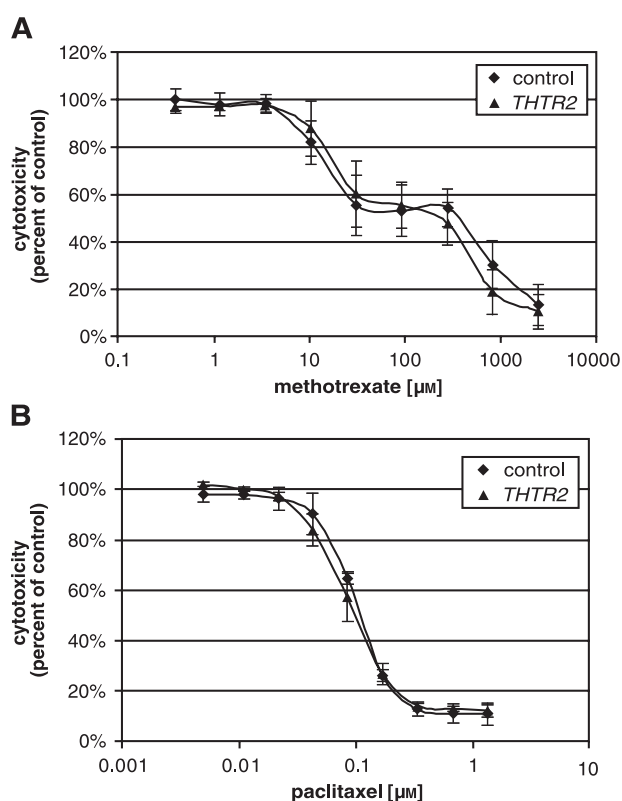 A
120%
100%
80%
60%
40%
20%
0%
cytotoxicity
(percent of control)
control
THTR2
0.1 1 10 100 1000 10000
methotrexate [µM]
B
120%
100%
80%
60%
40%
20%
0%
cytotoxicity
(percent of control)
control
THTR2
0.001 0.01 0.1 1 10
paclitaxel [µM]